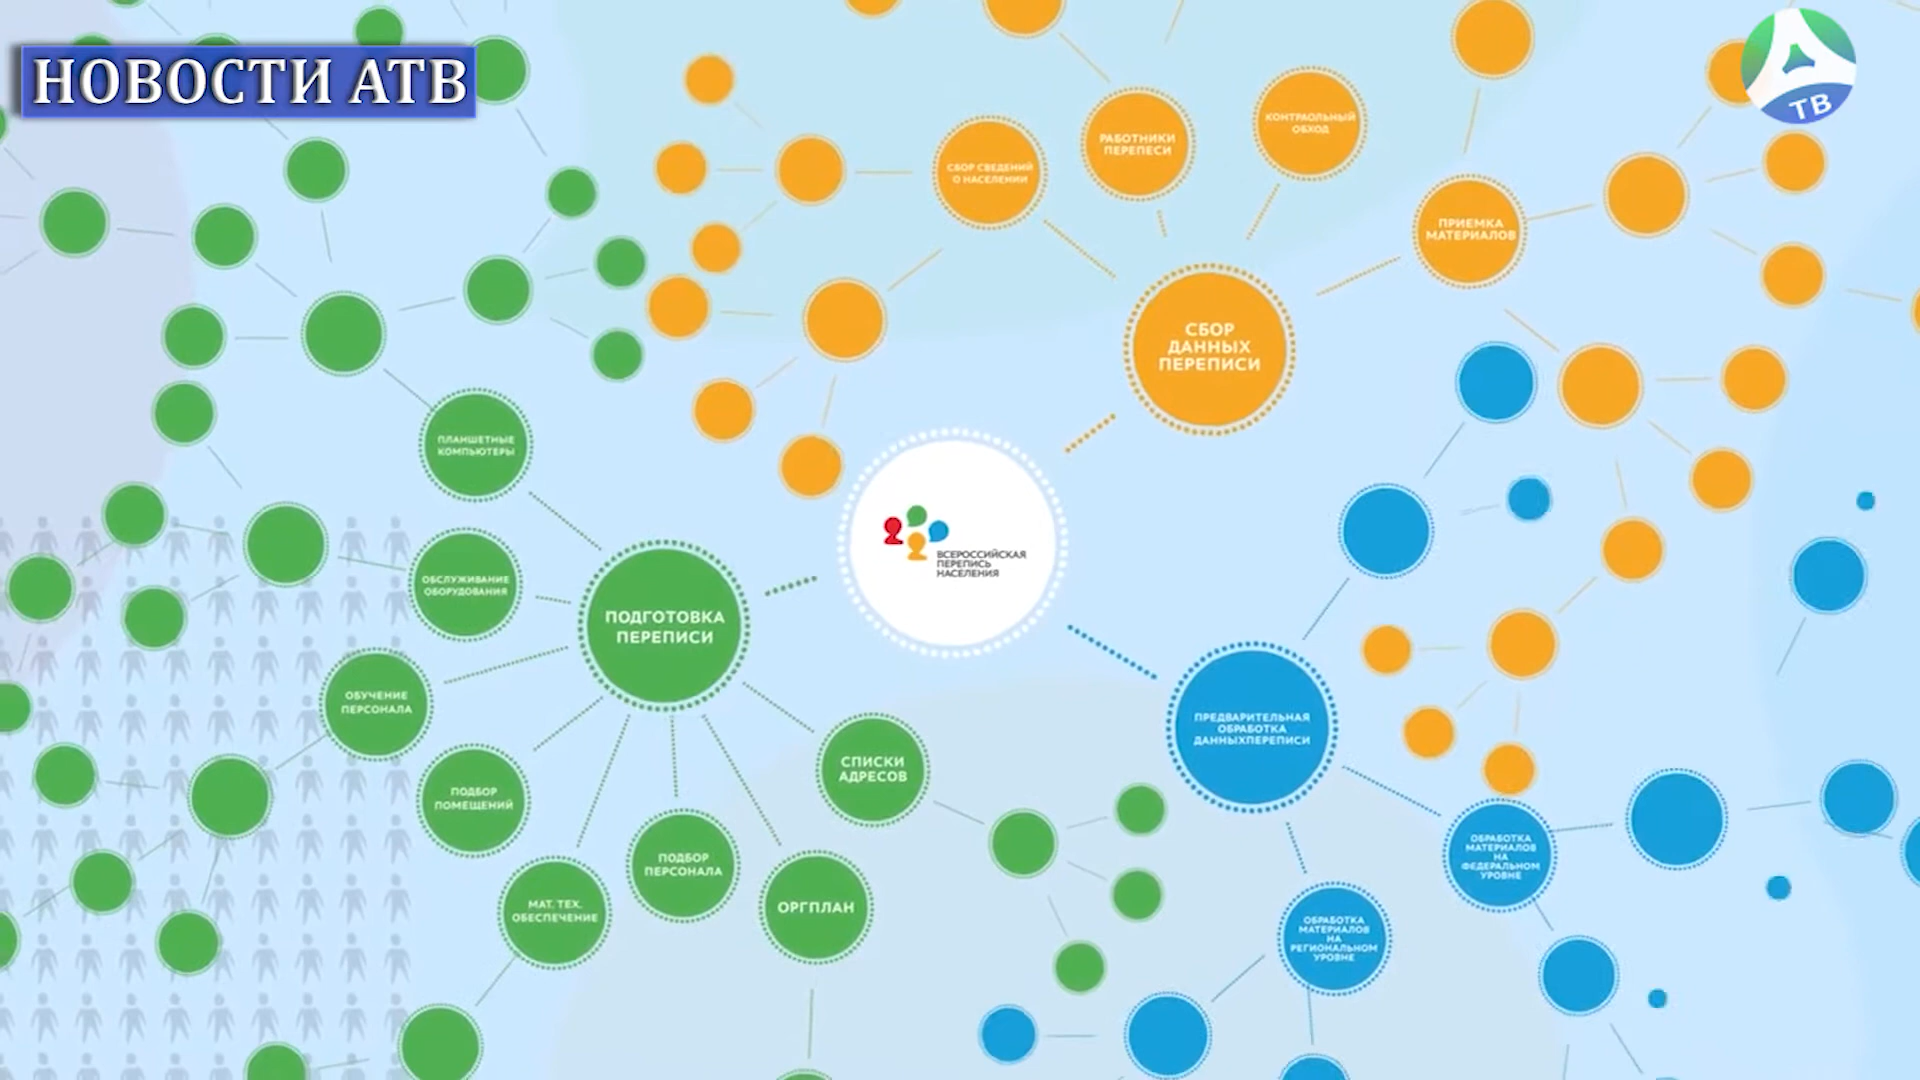 НОВОСТИ АТВ
ТВ
СБОР СВЕДЕНИЙ
О НАСЕЛЕНИИ
РАБОТНИКИ
ПЕРЕПЕСИ
КОНТРАОЛЬНЫЙ
ОБХОД
ПРИЕМКА
МАТЕРИАЛОВ
СБОР
ДАННЫХ
ПЕРЕПИСИ
ПЛАНШЕТНЫЕ
КОМПЬЮТЕРЫ
ВСЕРОССИЙСКАЯ
ПЕРЕПИСЬ
НАСЕЛЕНИЯ
ОБСЛУЖИВАНИЕ
ОБОРУДОВАНИЯ
ПОДГОТОВКА
ПЕРЕПИСИ
ОБУЧЕНИЕ
ПЕРСОНАЛА
ПРЕДВАРИТЕЛЬНАЯ
ОБРАБОТКА
ДАННЫХПЕРЕПИСИ
СПИСКИ
АДРЕСОВ
ПОДБОР
ПОМЕЩЕНИЙ
ОБРАБОТКА
МАТЕРИАЛОВ
НА
ФЕДЕРАЛЬНОМ
УРОВНЕ
ПОДБОР
ПЕРСОНАЛА
МАТ. ТЕХ.
ОБЕСПЕЧЕНИЕ
ОРГПЛАН
ОБРАБОТКА
МАТЕРИАЛОВ
НА
РЕГИОНАЛЬНОМ
УРОВНЕ